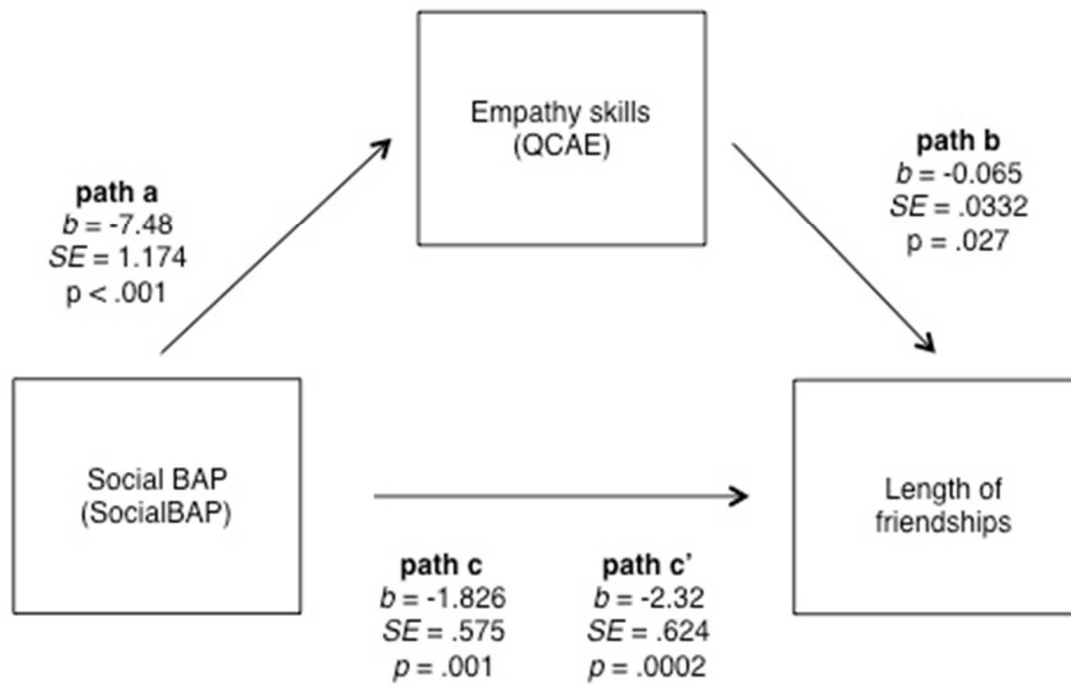 Empathy skills
(QCAE)
path a
b = -7.48
SE = 1.174
p < .001
path b
b = -0.065
SE = .0332
p = .027
Social BAP
(SocialBAP)
Length of
friendships
path c
b = -1.826
SE = .575
p = .001
path c’
b = -2.32
SE = .624
p = .0002